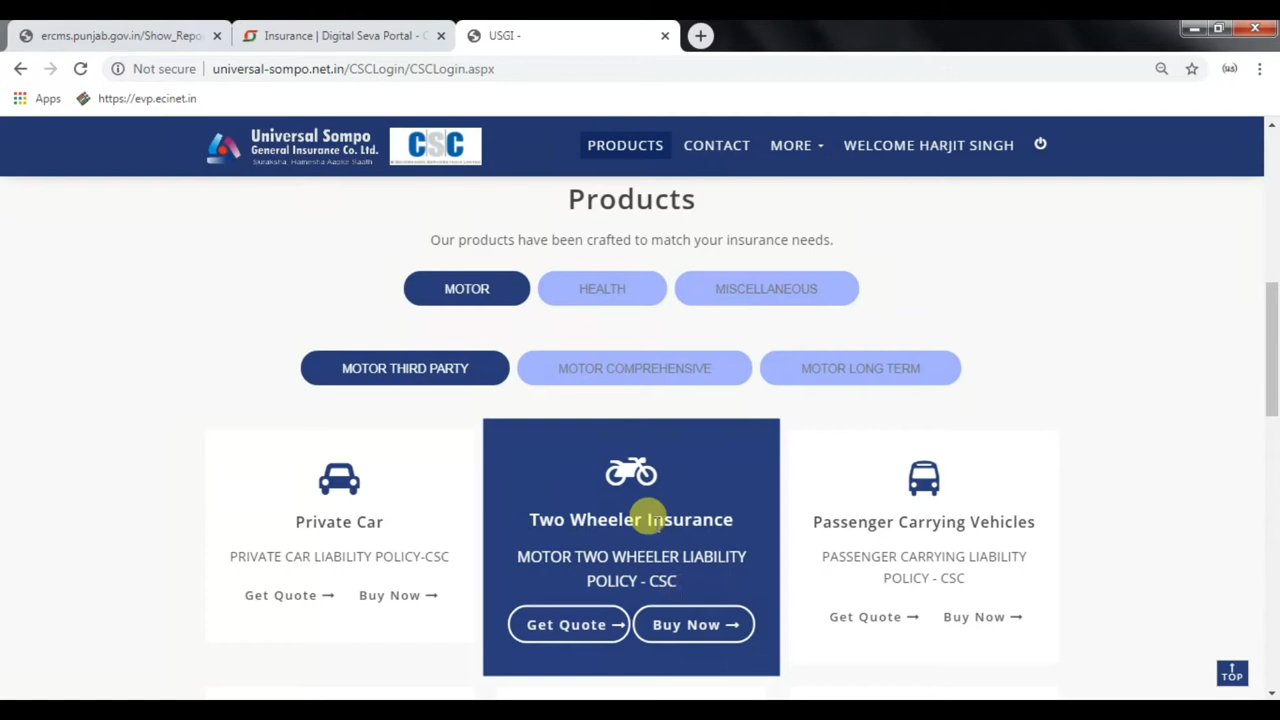 ercms.punjab.gov.in/Show_Repo
Insurance | Digital Seva Portal - C
USGI -
Not secure
universal-sompo.net.in/CSCLogin/CSCLogin.aspx
Apps
https://evp.ecinet.in
Universal Sompo
General Insurance Co. Ltd.
Suraksha, Hamesha Aapke Saath
CSC
PRODUCTS
CONTACT
MORE
WELCOME HARJIT SINGH
Products
Our products have been crafted to match your insurance needs.
MOTOR
HEALTH
MISCELLANEOUS
MOTOR THIRD PARTY
MOTOR COMPREHENSIVE
MOTOR LONG TERM
Private Car
PRIVATE CAR LIABILITY POLICY-CSC
Get Quote →
Buy Now →
Two Wheeler Insurance
MOTOR TWO WHEELER LIABILITY
POLICY - CSC
Get Quote →
Buy Now →
Passenger Carrying Vehicles
PASSENGER CARRYING LIABILITY
POLICY - CSC
Get Quote →
Buy Now →
TOP